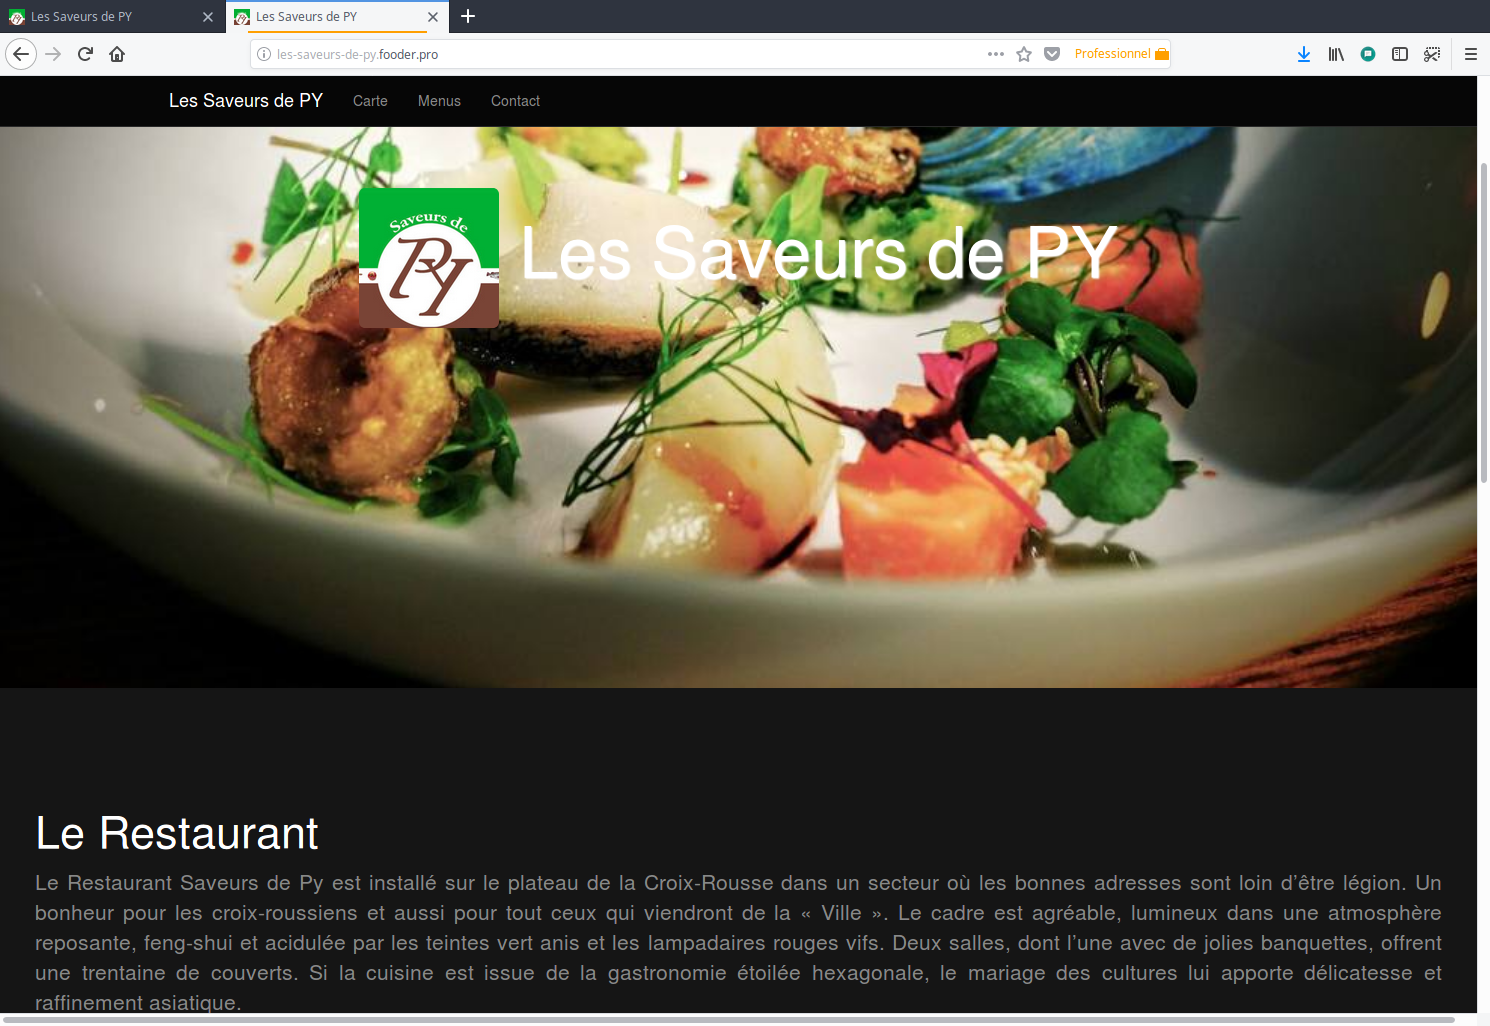 Les Saveurs de PY
Les Saveurs de PY
les-saveurs-de-py.fooder.pro
Professionnel
Les Saveurs de PY
Carte
Menus
Contact
Saveurs de
PY
Les Saveurs de PY
Le Restaurant
Le Restaurant Saveurs de Py est installé sur le plateau de la Croix-Rousse dans un secteur où les bonnes adresses sont loin d’être légion. Un
bonheur pour les croix-roussiens et aussi pour tout ceux qui viendront de la « Ville ». Le cadre est agréable, lumineux dans une atmosphère
reposante, feng-shui et acidulée par les teintes vert anis et les lampadaires rouges vifs. Deux salles, dont l’une avec de jolies banquettes, offrent
une trentaine de couverts. Si la cuisine est issue de la gastronomie étoilée hexagonale, le mariage des cultures lui apporte délicatesse et
raffinement asiatique.